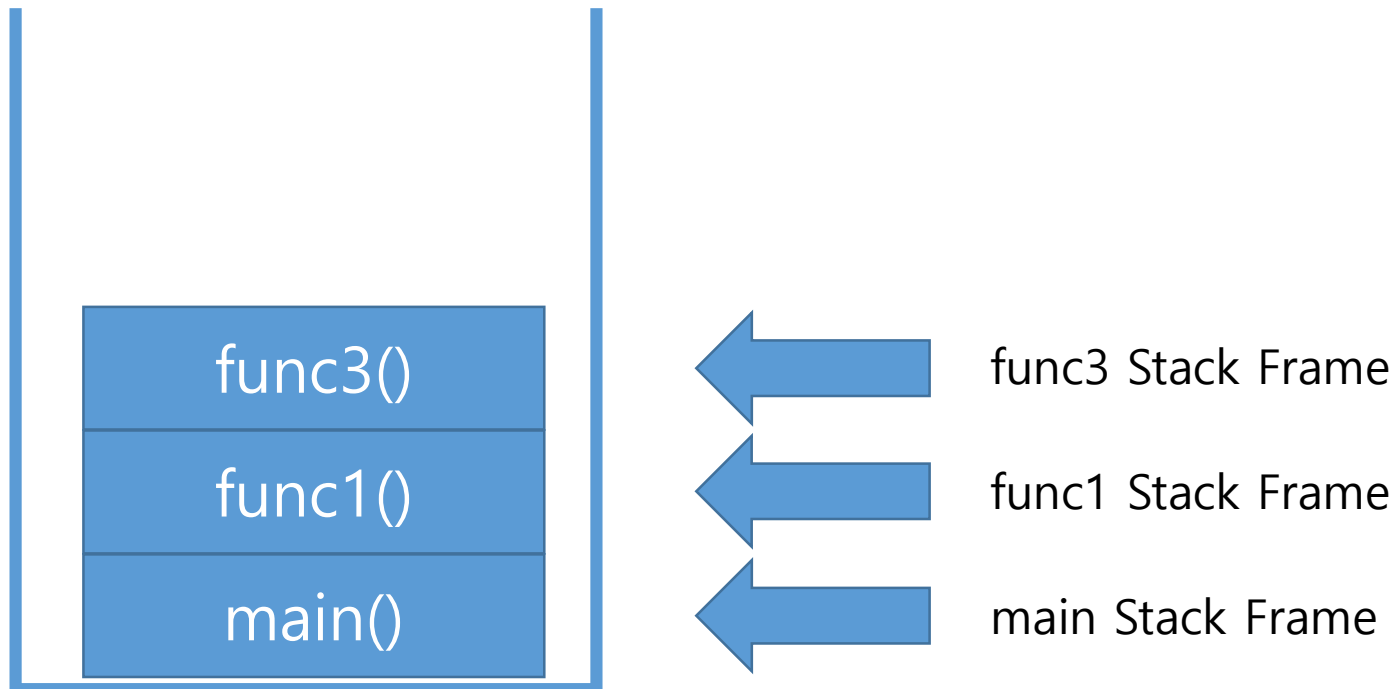 func3() func3 Stack Frame
func1() func1 Stack Frame
main() main Stack Frame